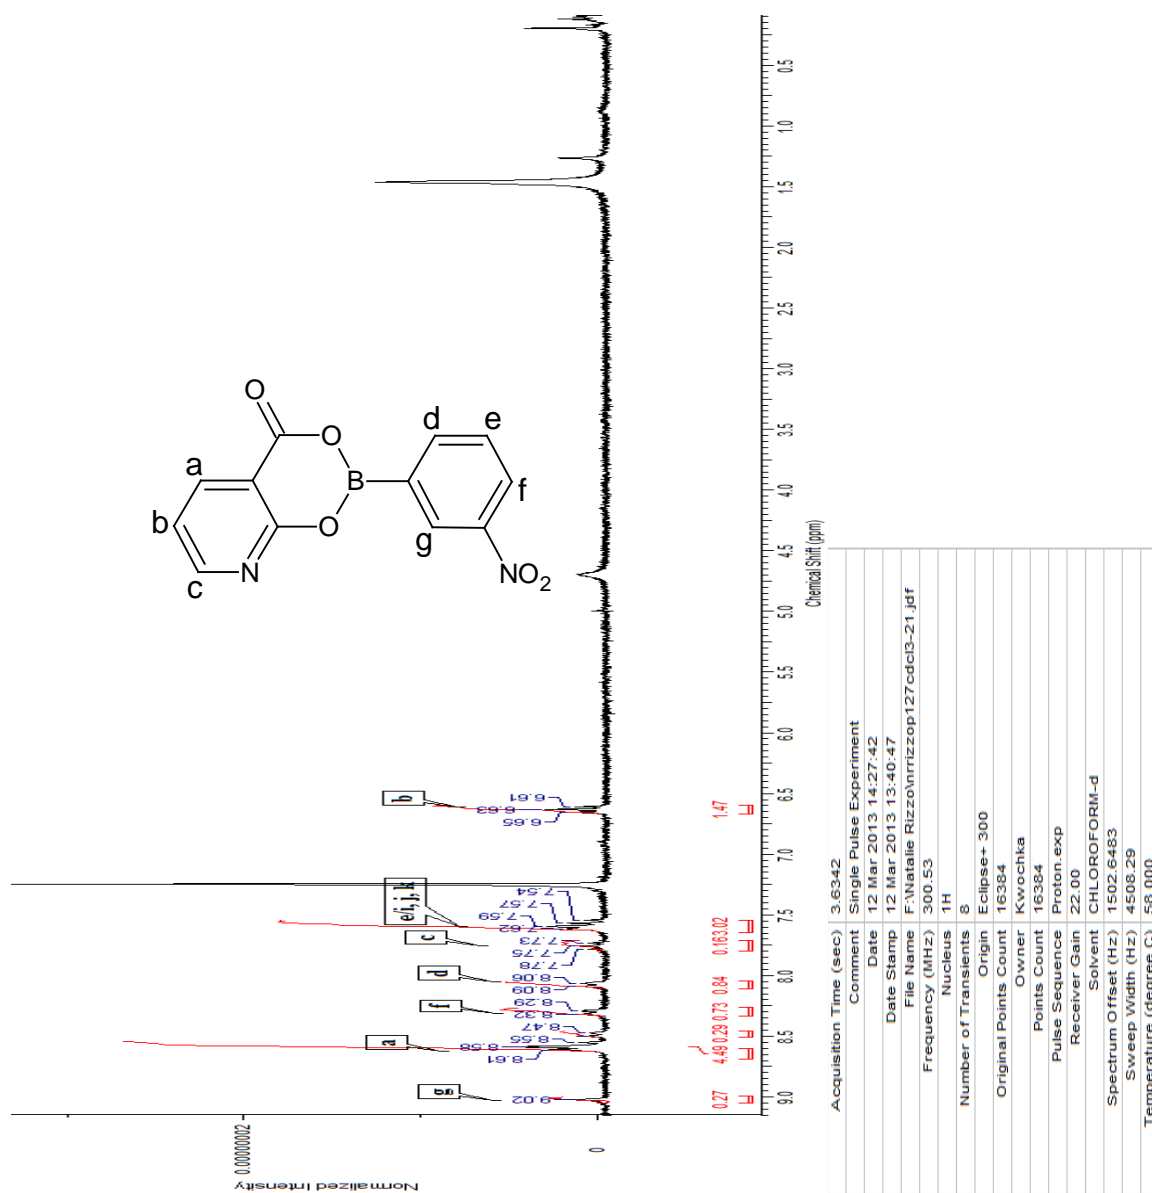 0.5
1.0
1.5
2.0
2.5
3.0
3.5
4.0
4.5
5.0
5.5
6.0
6.5
7.0
7.5
8.0
8.5
9.0
Chemical Shift (ppm)
0.00000002
0
Normalized Intensity
O
O
B
O
N
NO2
a
b
c
d
e
f
g
b
e/i, j, k
c
d
f
a
g
6.61
6.63
6.65
7.54
7.57
7.59
7.62
7.73
7.75
7.78
8.06
8.09
8.29
8.32
8.47
8.55
8.58
8.61
9.02
1.47
0.163.02
0.84
0.73
0.29
4.49
0.27
Acquisition Time (sec) 3.6342
Comment Single Pulse Experiment
Date 12 Mar 2013 14:27:42
Date Stamp 12 Mar 2013 13:40:47
File Name F:\Natalie Rizzo\nrrizzop127cdcl3-21.jdf
Frequency (MHz) 300.53
Nucleus 1H
Number of Transients 8
Origin Eclipse+ 300
Original Points Count 16384
Owner Kwochka
Points Count 16384
Pulse Sequence Proton.exp
Receiver Gain 22.00
Solvent CHLOROFORM-d
Spectrum Offset (Hz) 1502.6483
Sweep Width (Hz) 4508.29
Temperature (degree C) 58.000